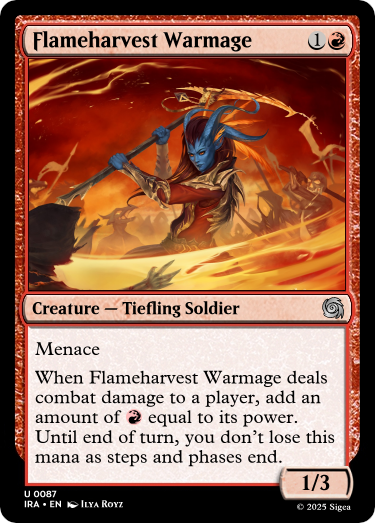 Flameharvest Warmage 1
Creature — Tiefling Soldier
Menace
When Flameharvest Warmage deals
combat damage to a player, add an
amount of equal to its power.
Until end of turn, you don't lose this
mana as steps and phases end.
1/3
U 0087
IRA • EN Ilya Royz
© 2025 Sigea